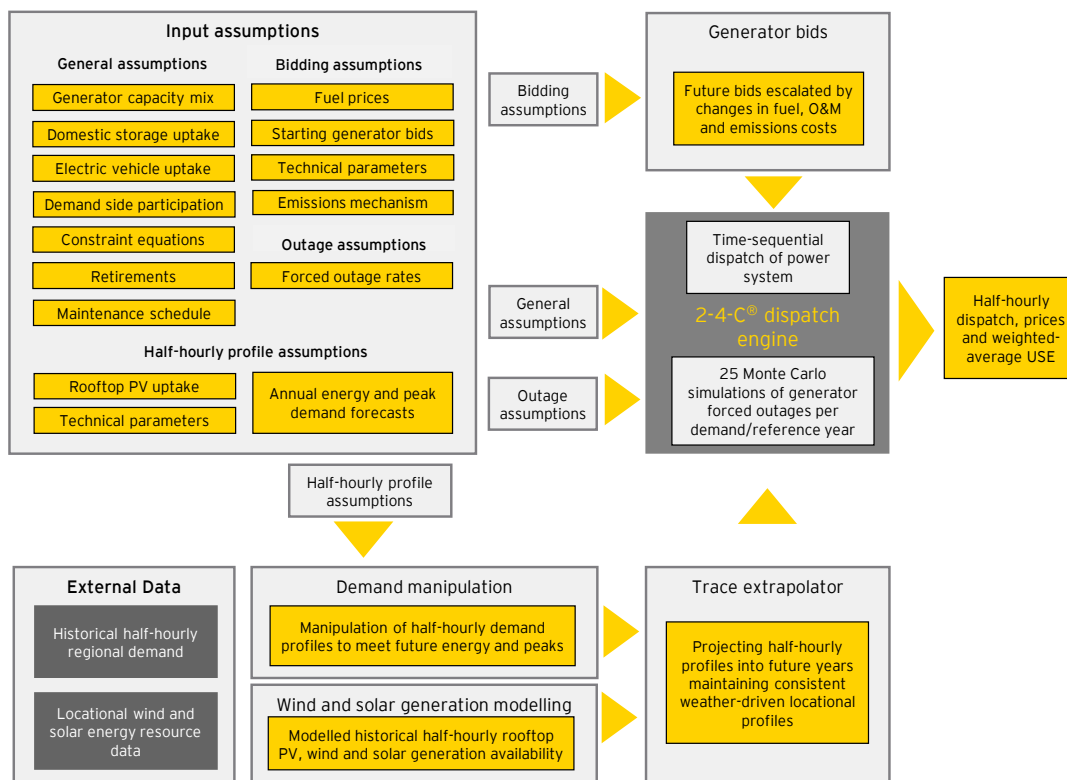 Input assumptions
General assumptions
Generator capacity mix
Domestic storage uptake
Electric vehicle uptake
Demand side participation
Constraint equations
Retirements
Maintenance schedule
Bidding assumptions
Fuel prices
Starting generator bids
Technical parameters
Emissions mechanism
Outage assumptions
Forced outage rates
Half-hourly profile assumptions
Rooftop PV uptake
Technical parameters
Annual energy and peak
demand forecasts
Bidding
assumptions
General
assumptions
Outage
assumptions
Half-hourly profile
assumptions
Generator bids
Future bids escalated by
changes in fuel, O&M
and emissions costs
Time-sequential
dispatch of power
system
2-4-C® dispatch
engine
25 Monte Carlo
simulations of generator
forced outages per
demand/reference year
Half-hourly
dispatch, prices
and weighted-
average USE
External Data
Historical half-hourly
regional demand
Locational wind and
solar energy resource
data
Demand manipulation
Manipulation of half-hourly demand
profiles to meet future energy and peaks
Wind and solar generation modelling
Modelled historical half-hourly rooftop
PV, wind and solar generation availability
Trace extrapolator
Projecting half-hourly
profiles into future years
maintaining consistent
weather-driven locational
profiles